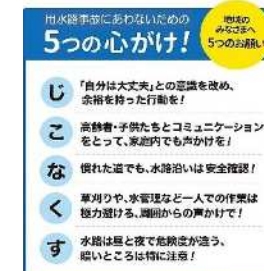 用水路事故にあわないための
5つの心がけ!
地域の
みなさまへ
5つのお願い
じ
「自分は大丈夫」との意識を改め、
余裕を持った行動を!
こ
高齢者・子供たちとコミュニケーション
をとって、家庭内でも声かけを!
な
慣れた道でも、水路沿いは安全確認!
く
草刈りや、水管理など一人での作業は
極力避ける、周囲からの声かけで!
す
水路は昼と夜で危険度が違う、
暗いところは特に注意!